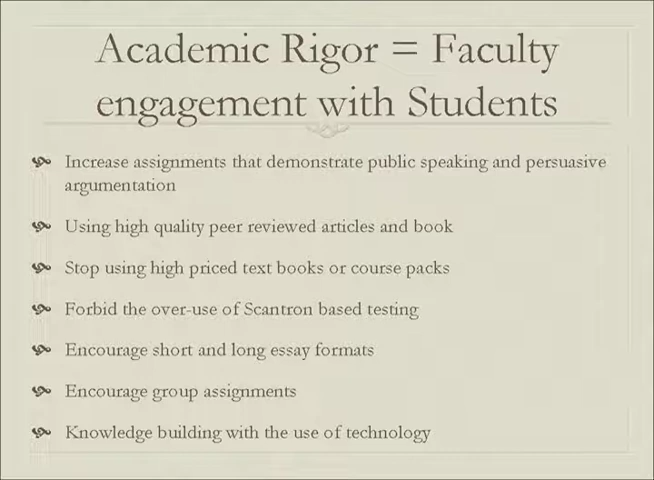 Academic Rigor = Faculty
engagement with Students
Increase assignments that demonstrate public speaking and persuasive
argumentation
Using high quality peer reviewed articles and book
Stop using high priced text books or course packs
Forbid the over-use of Scantron based testing
Encourage short and long essay formats
Encourage group assignments
Knowledge building with the use of technology